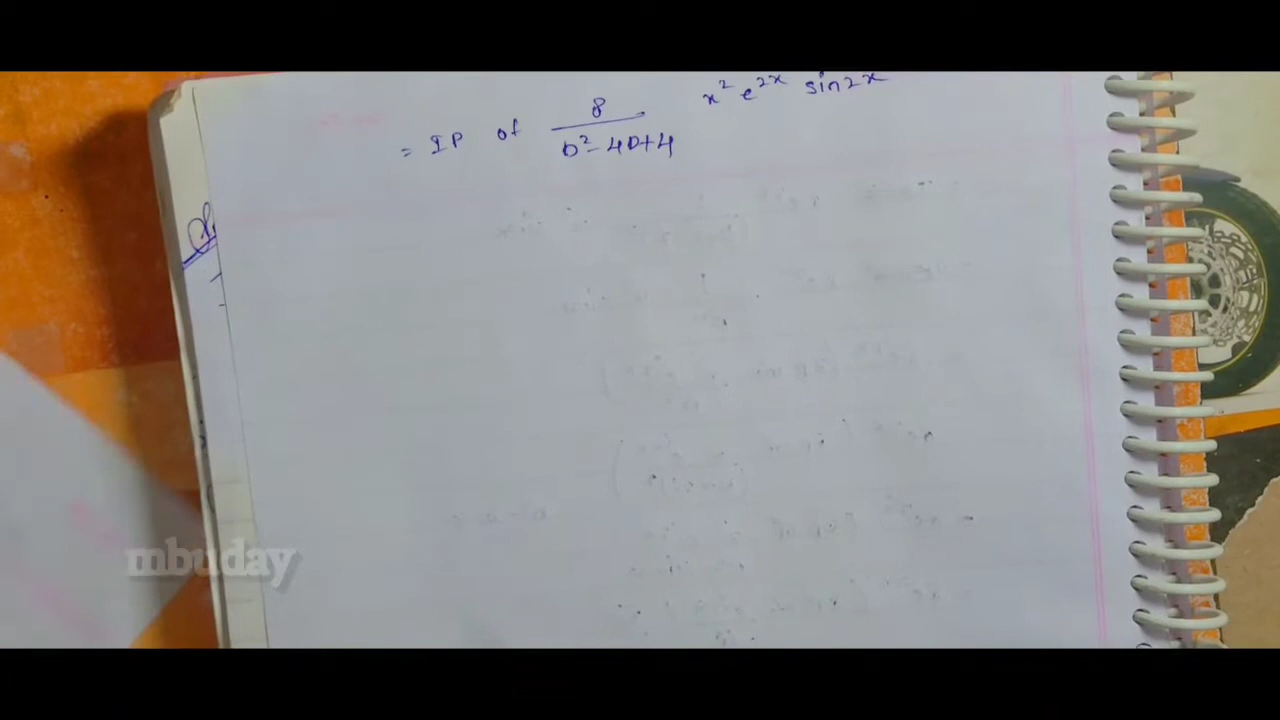 = IP of 8/(D²-4D+4) x² e^2x sin2x
mbuday